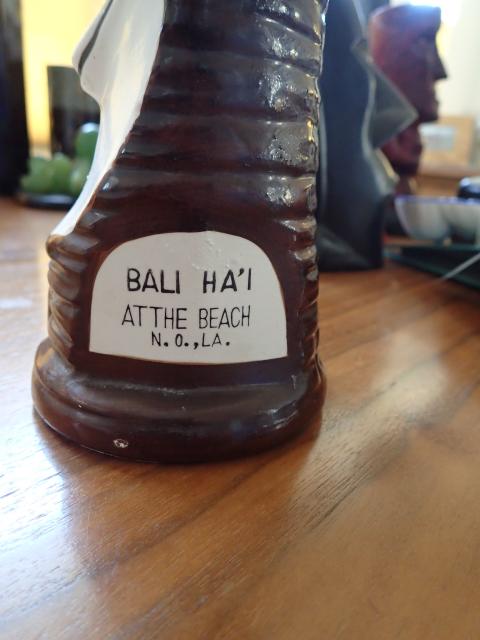 BALI HA'I
AT THE BEACH
N.O., LA.